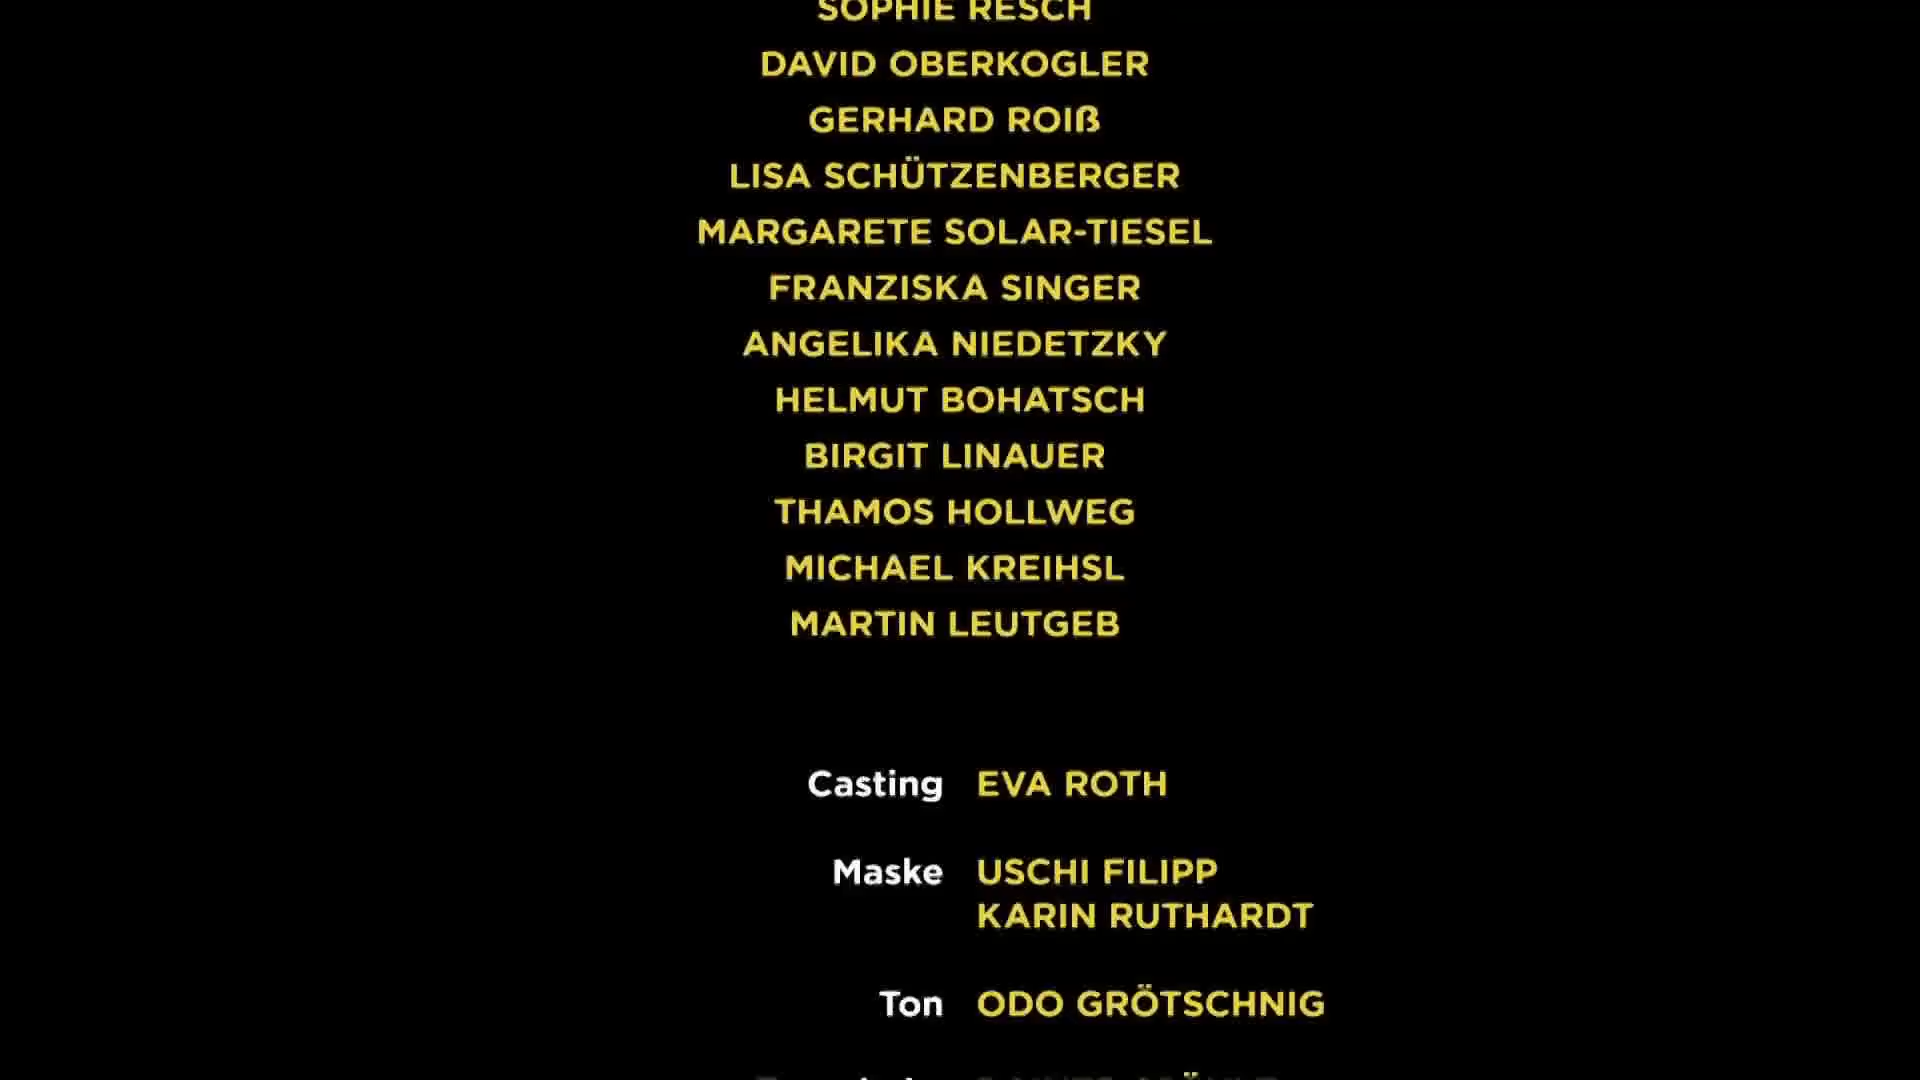 SOPHIE RESCH
DAVID OBERKOGLER
GERHARD ROIß
LISA SCHÜTZENBERGER
MARGARETE SOLAR-TIESEL
FRANZISKA SINGER
ANGELIKA NIEDETZKY
HELMUT BOHATSCH
BIRGIT LINAUER
THAMOS HOLLWEG
MICHAEL KREIHSL
MARTIN LEUTGEB
Casting EVA ROTH
Maske USCHI FILIPP
KARIN RUTHARDT
Ton ODO GRÖTSCHNIG